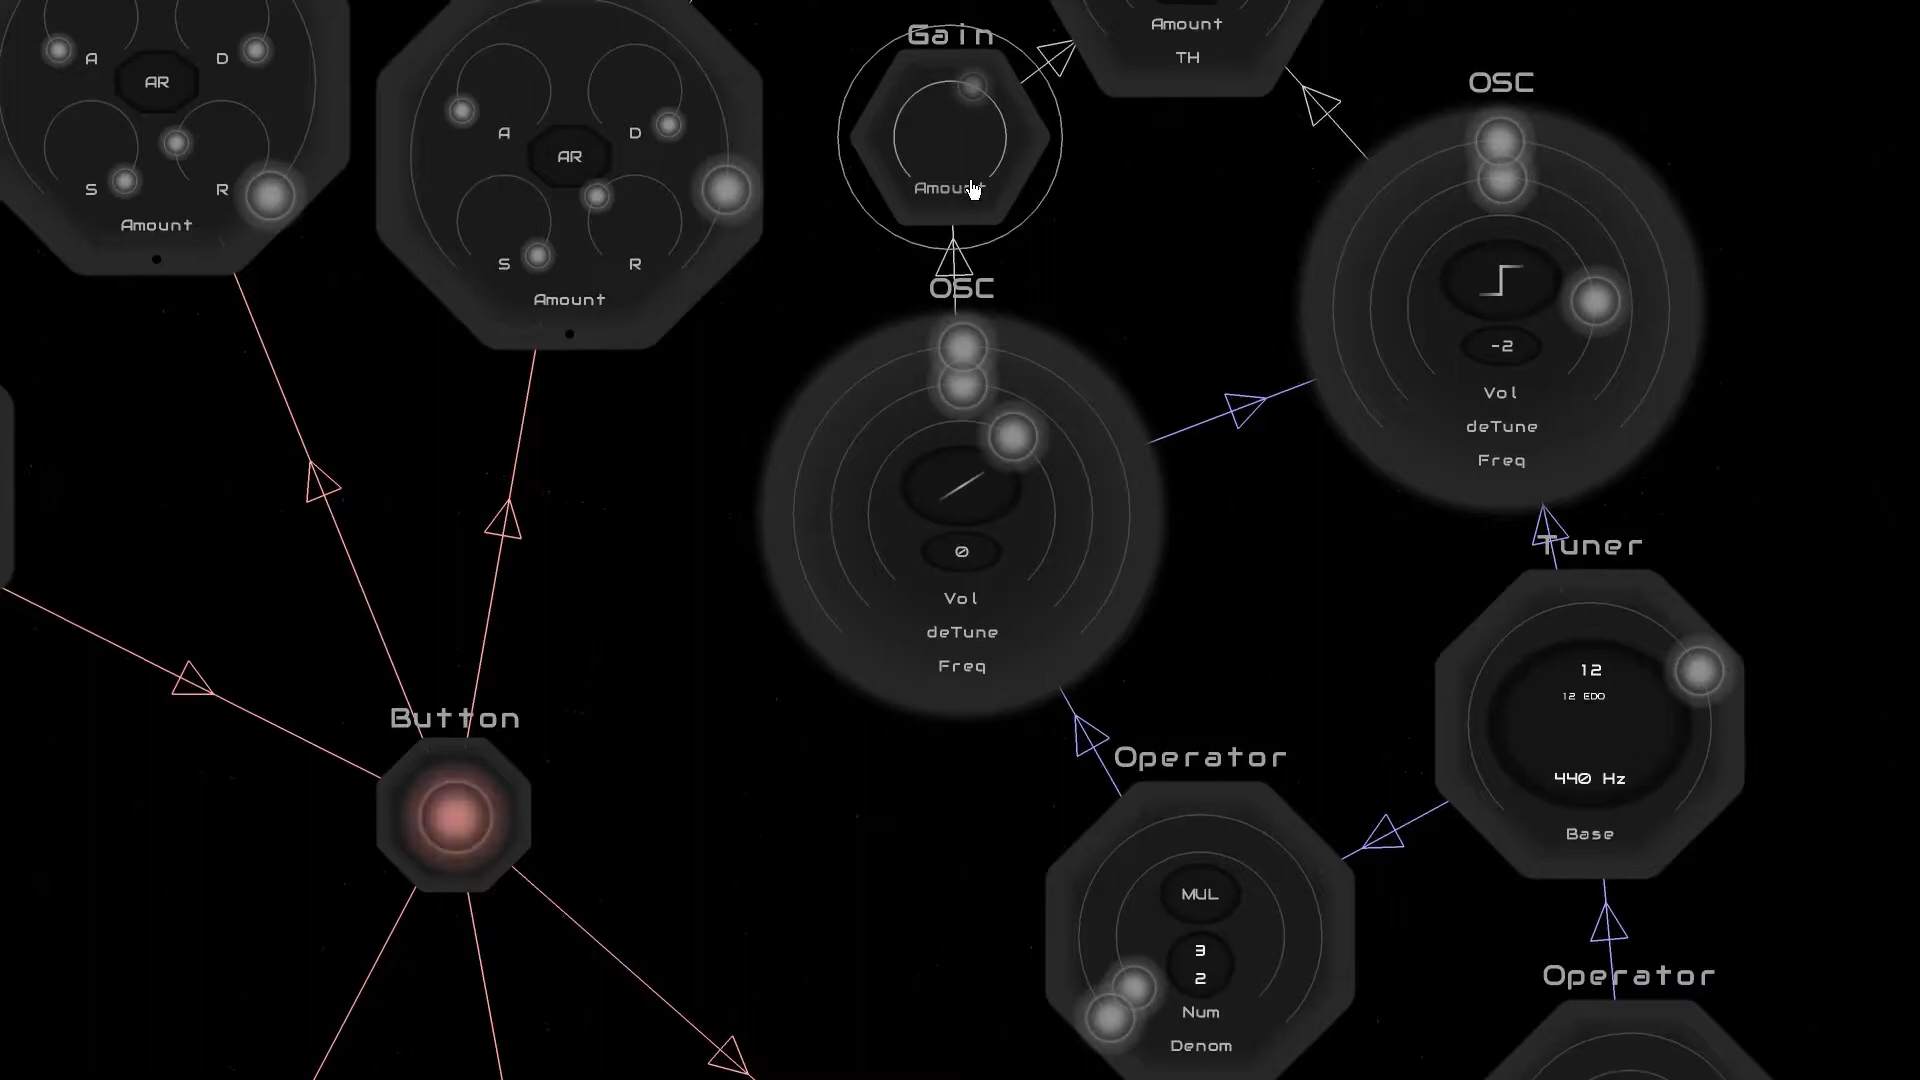 A
D
AR
S
R
Amount
A
D
AR
S
R
Amount
Gain
Amount
Amount
TH
OSC
-2
Vol
deTune
Freq
OSC
0
Vol
deTune
Freq
Tuner
12
12 EDO
440 Hz
Base
Button
Operator
MUL
3
2
Num
Denom
Operator